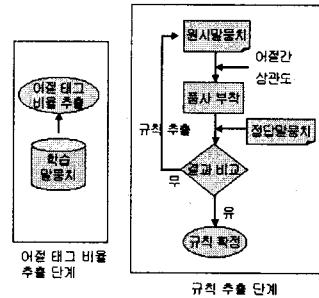 어절 태그
비율 추출
학습
말뭉치
어절 태그 비율
추출 단계
원시말뭉치
어절간
상관도
품사 부착
규칙 추출
정답말뭉치
결과 비교
무
유
규칙 확정
규칙 추출 단계